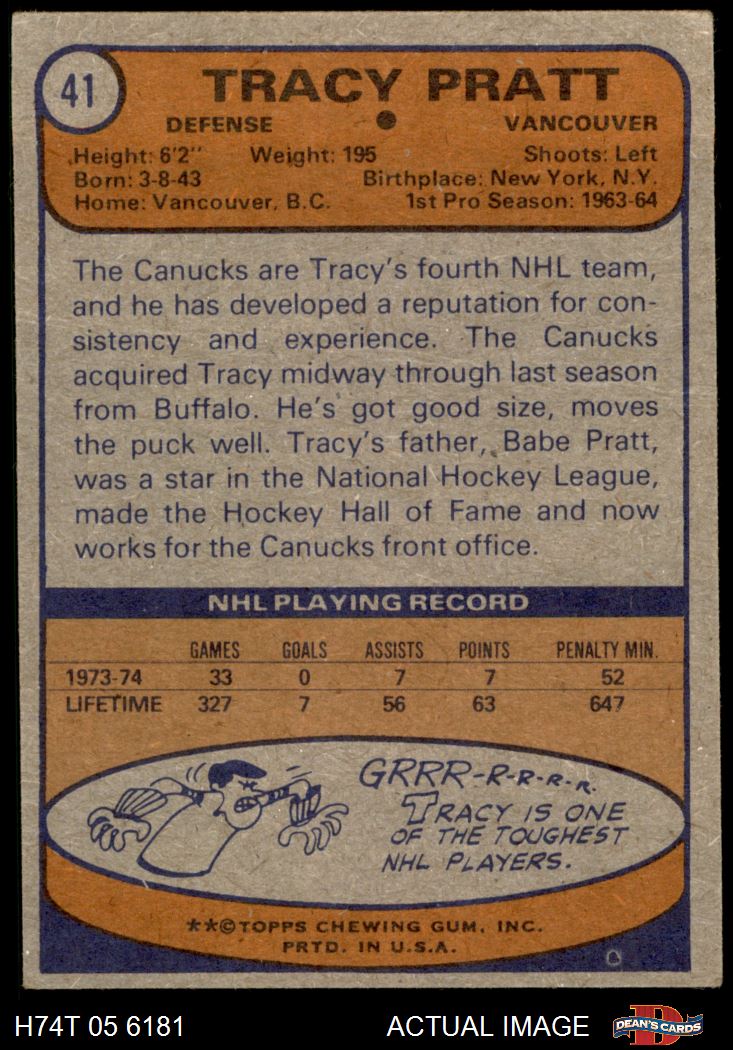 41
TRACY PRATT
DEFENSE VANCOUVER
Height: 6'2" Weight: 195 Shoots: Left
Born: 3-8-43 Birthplace: New York, N.Y.
Home: Vancouver, B.C. 1st Pro Season: 1963-64
The Canucks are Tracy's fourth NHL team,
and he has developed a reputation for con-
sistency and experience. The Canucks
acquired Tracy midway through last season
from Buffalo. He's got good size, moves
the puck well. Tracy's father, Babe Pratt,
was a star in the National Hockey League,
made the Hockey Hall of Fame and now
works for the Canucks front office.
NHL PLAYING RECORD
GAMES GOALS ASSISTS POINTS PENALTY MIN.
1973-74 33 0 7 7 52
LIFETIME 327 7 56 63 647
GRRR-R-R-R-R.
TRACY IS ONE
OF THE TOUGHEST
NHL PLAYERS.
**©TOPPS CHEWING GUM, INC.
PRTD. IN U.S.A.
H74T 05 6181 ACTUAL IMAGE D DEAN'S CARDS